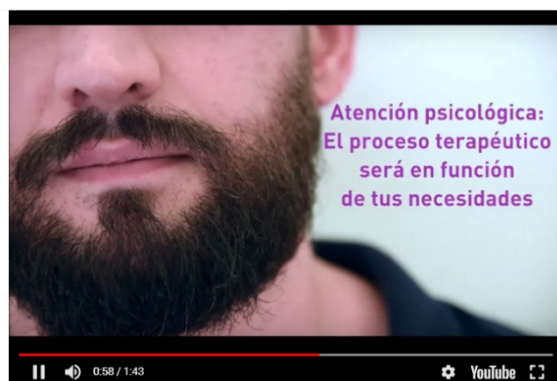 Atención psicológica:
El proceso terapéutico
será en función
de tus necesidades
0:58 / 1:43
YouTube